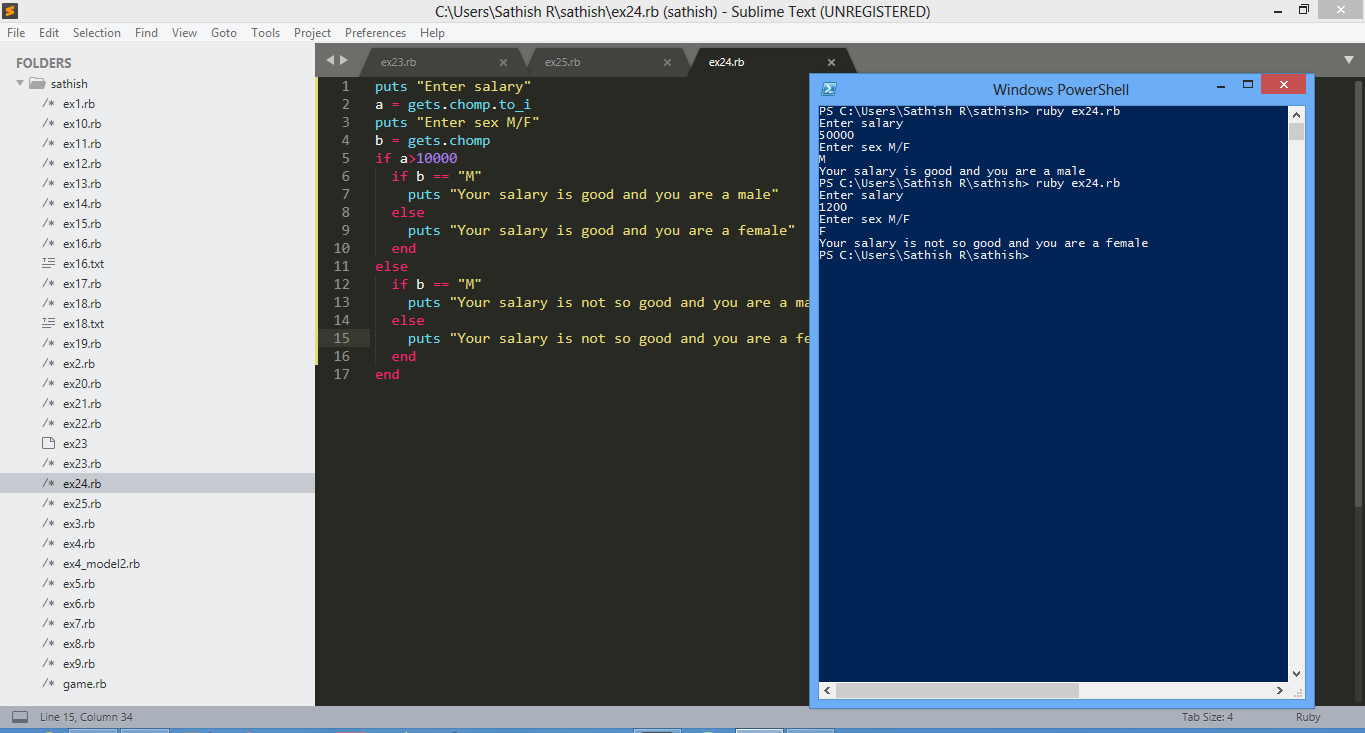 C:\Users\Sathish R\sathish\ex24.rb (sathish) - Sublime Text (UNREGISTERED)
File Edit Selection Find View Goto Tools Project Preferences Help
FOLDERS
sathish
/* ex1.rb
/* ex10.rb
/* ex11.rb
/* ex12.rb
/* ex13.rb
/* ex14.rb
/* ex15.rb
/* ex16.rb
ex16.txt
/* ex17.rb
/* ex18.rb
ex18.txt
/* ex19.rb
/* ex2.rb
/* ex20.rb
/* ex21.rb
/* ex22.rb
ex23
/* ex23.rb
/* ex24.rb
/* ex25.rb
/* ex3.rb
/* ex4.rb
/* ex4_model2.rb
/* ex5.rb
/* ex6.rb
/* ex7.rb
/* ex8.rb
/* ex9.rb
/* game.rb
ex23.rb ex25.rb ex24.rb
1 puts "Enter salary"
2 a = gets.chomp.to_i
3 puts "Enter sex M/F"
4 b = gets.chomp
5 if a>10000
6 if b == "M"
7 puts "Your salary is good and you are a male"
8 else
9 puts "Your salary is good and you are a female"
10 end
11 else
12 if b == "M"
13 puts "Your salary is not so good and you are a ma
14 else
15 puts "Your salary is not so good and you are a fe
16 end
17 end
Windows PowerShell
PS C:\Users\Sathish R\sathish> ruby ex24.rb
Enter salary
50000
Enter sex M/F
M
Your salary is good and you are a male
PS C:\Users\Sathish R\sathish> ruby ex24.rb
Enter salary
1200
Enter sex M/F
F
Your salary is not so good and you are a female
PS C:\Users\Sathish R\sathish>
Line 15, Column 34
Tab Size: 4 Ruby